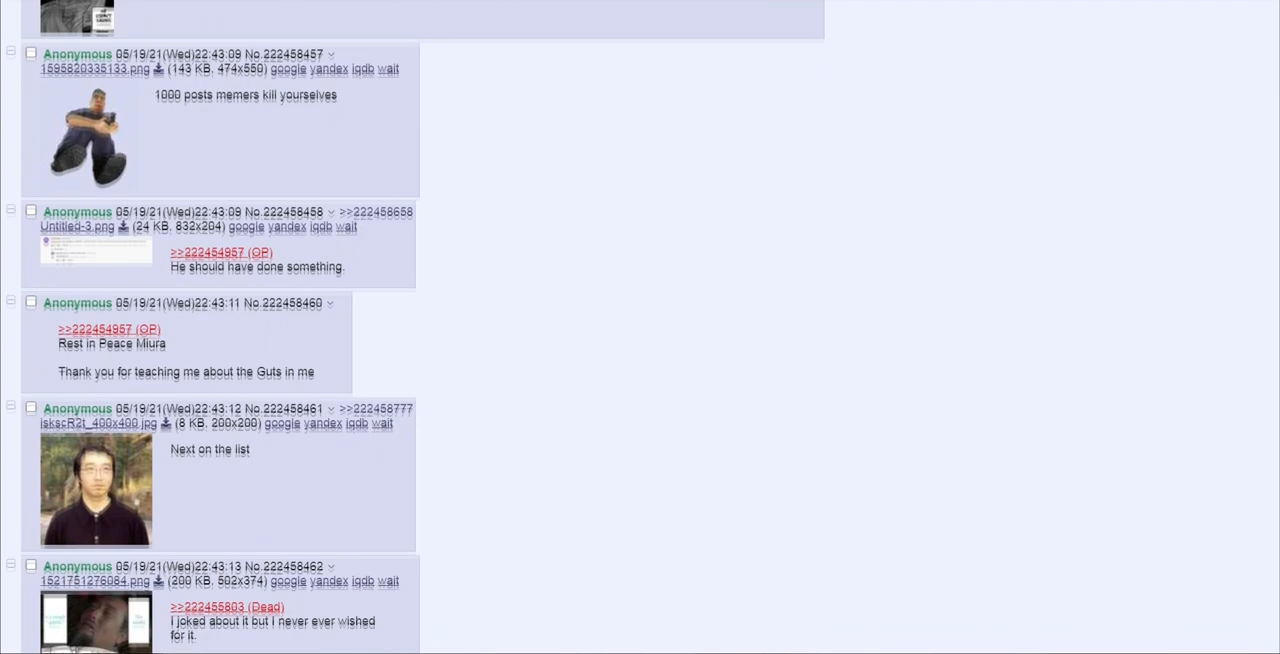 Anonymous 05/19/21(Wed)22:43:09 No.222458457
1595820335133.png (143 KB, 474x550) google yandex iqdb wait
1000 posts memers kill yourselves
Anonymous 05/19/21(Wed)22:43:09 No.222458458 >>222458658
Untitled-3.png (24 KB, 832x204) google yandex iqdb wait
>>222454957 (OP)
He should have done something.
Anonymous 05/19/21(Wed)22:43:11 No.222458460
>>222454957 (OP)
Rest in Peace Miura
Thank you for teaching me about the Guts in me
Anonymous 05/19/21(Wed)22:43:12 No.222458461 >>222458777
iskscR2t_400x400.jpg (8 KB, 200x200) google yandex iqdb wait
Next on the list
Anonymous 05/19/21(Wed)22:43:13 No.222458462
1521751276084.png (200 KB, 502x374) google yandex iqdb wait
>>222455803 (Dead)
I joked about it but I never ever wished
for it.